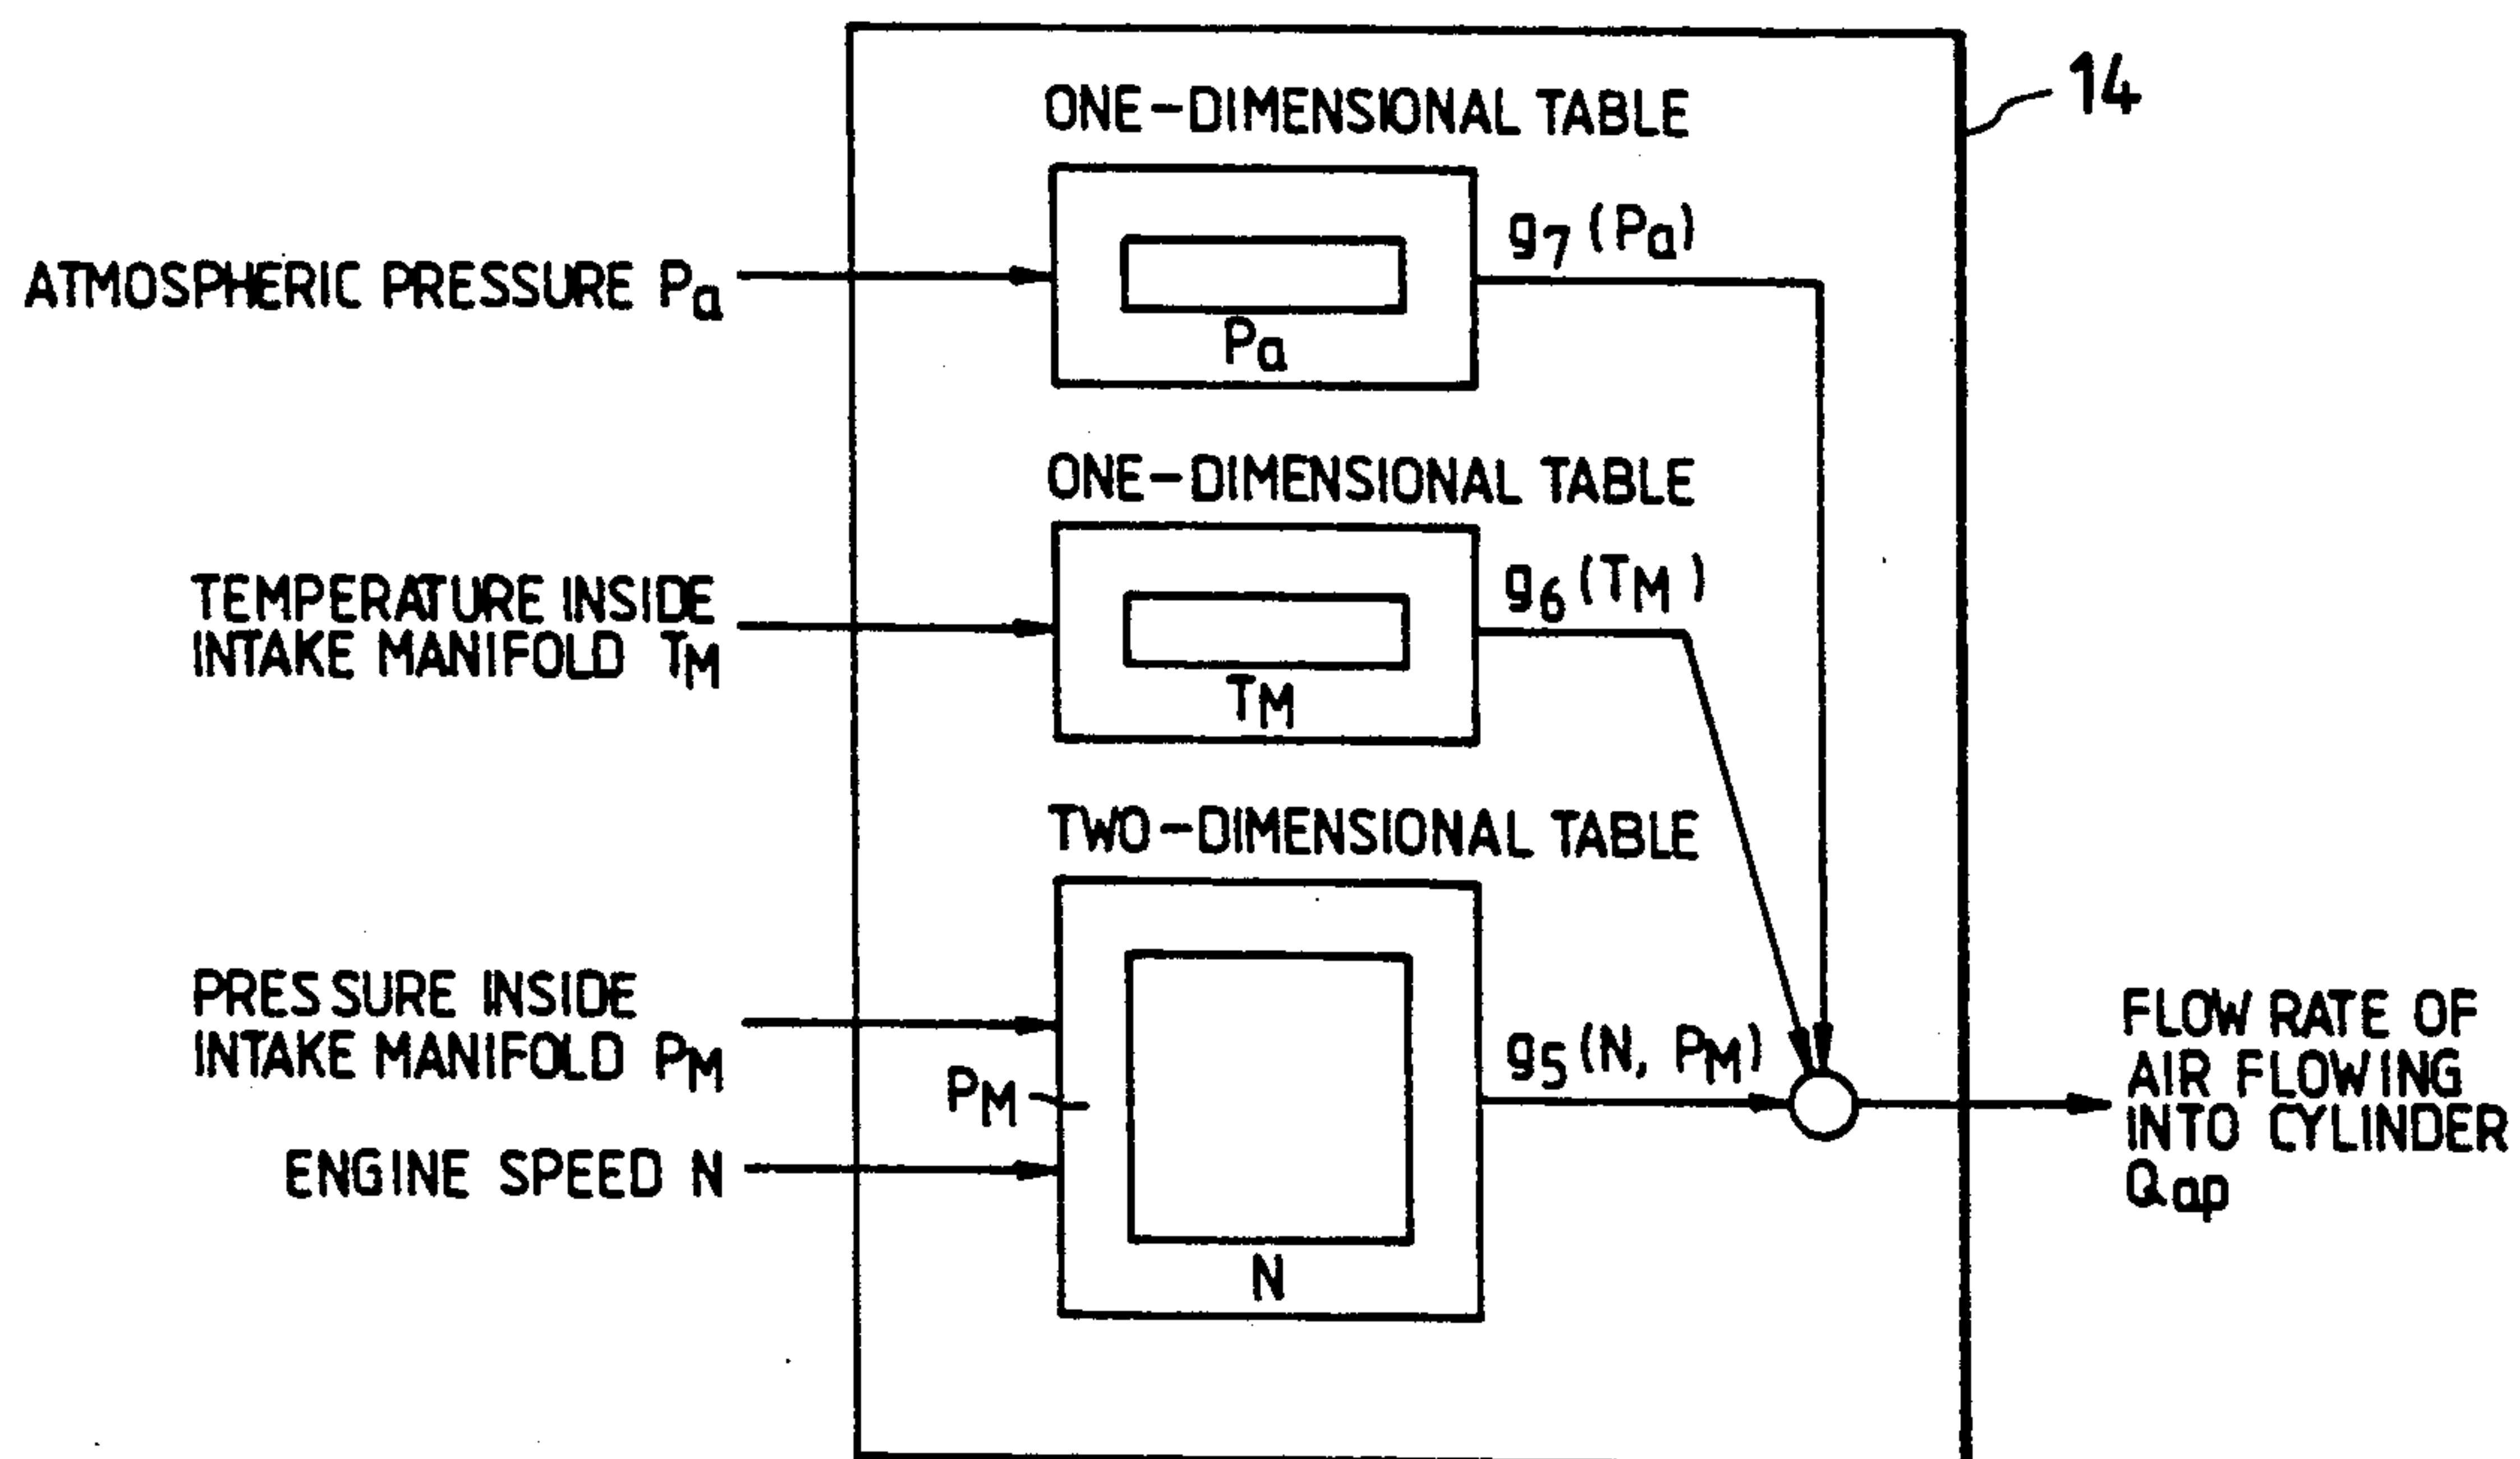 14
ONE-DIMENSIONAL TABLE
g7 (Pa)
ATMOSPHERIC PRESSURE Pa
Pa
ONE-DIMENSIONAL TABLE
g6 (TM)
TEMPERATURE INSIDE
INTAKE MANIFOLD TM
TM
TWO-DIMENSIONAL TABLE
PRESSURE INSIDE
INTAKE MANIFOLD PM
PM
g5 (N, PM)
ENGINE SPEED N
N
FLOW RATE OF
AIR FLOWING
INTO CYLINDER
Qap